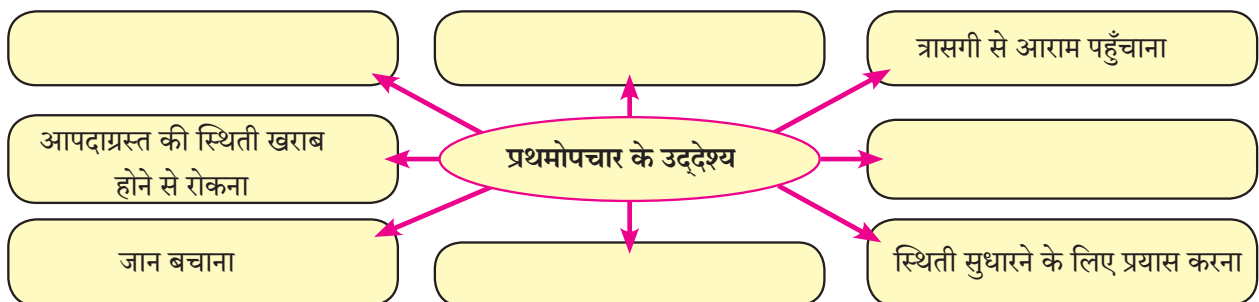 त्रासगी से आराम पहुँचाना
आपदाग्रस्त की स्थिती खराब
होने से रोकना
प्रथमोपचार के उद्‌देश्य
जान बचाना
स्थिती सुधारने के लिए प्रयास करना